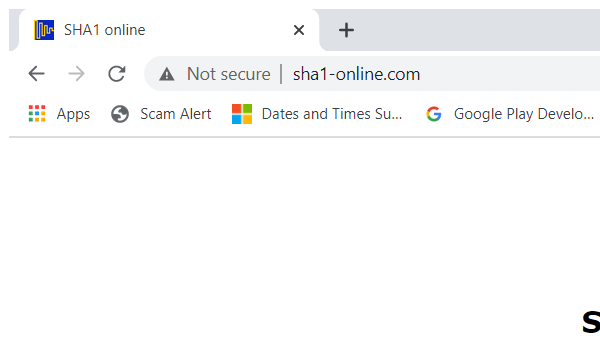 SHA1 online
Not secure | sha1-online.com
Apps Scam Alert Dates and Times Su... Google Play Develo...
S